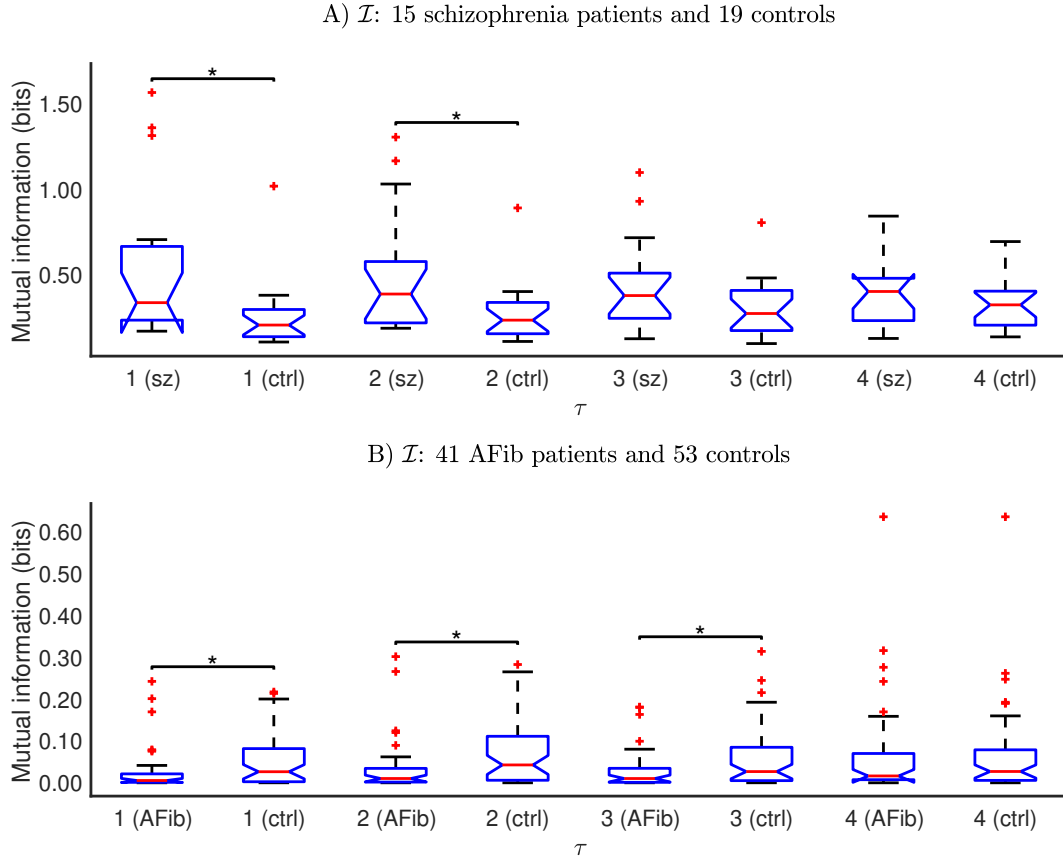 A) ℐ: 15 schizophrenia patients and 19 controls
Mutual information (bits)
1.50
1.00
0.50
*
*
1 (sz) 1 (ctrl) 2 (sz) 2 (ctrl) 3 (sz) 3 (ctrl) 4 (sz) 4 (ctrl)
τ
B) ℐ: 41 AFib patients and 53 controls
Mutual information (bits)
0.60
0.50
0.40
0.30
0.20
0.10
0.00
*
*
*
1 (AFib) 1 (ctrl) 2 (AFib) 2 (ctrl) 3 (AFib) 3 (ctrl) 4 (AFib) 4 (ctrl)
τ